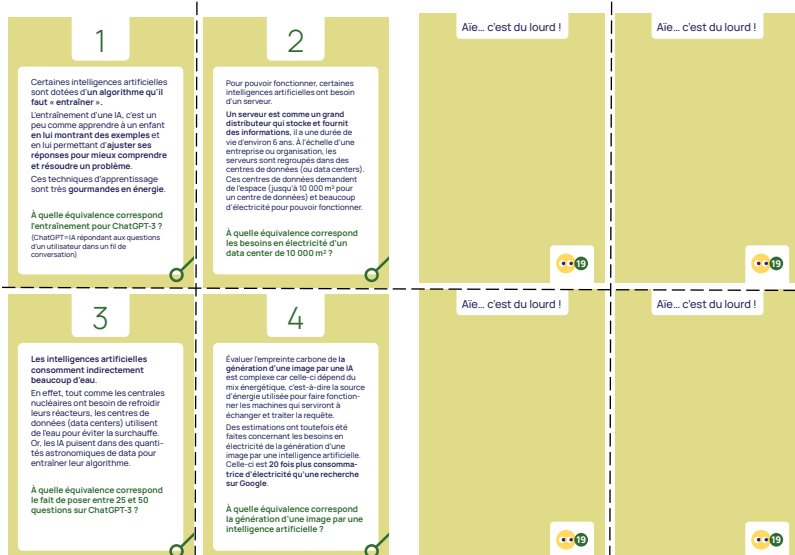 1
Certaines intelligences artificielles
sont dotées d'un algorithme qu'il
faut « entraîner ».
L'entraînement d'une IA, c'est un
peu comme apprendre à un enfant
en lui montrant des exemples et
en lui permettant d'ajuster ses
réponses pour mieux comprendre
et résoudre un problème.
Ces techniques d'apprentissage
sont très gourmandes en énergie.
À quelle équivalence correspond
l'entraînement pour ChatGPT-3 ?
(ChatGPT=IA répondant aux questions
d'un utilisateur dans un fil de
conversation)
2
Pour pouvoir fonctionner, certaines
intelligences artificielles ont besoin
d'un serveur.
Un serveur est comme un grand
distributeur qui stocke et fournit
des informations, il a une durée de
vie d'environ 6 ans. À l'échelle d'une
entreprise ou organisation, les
serveurs sont regroupés dans des
centres de données (ou data centers).
Ces centres de données demandent
de l'espace (jusqu'à 10 000 m² pour
un centre de données) et beaucoup
d'électricité pour pouvoir fonctionner.
À quelle équivalence correspond
les besoins en électricité d'un
data center de 10 000 m² ?
Aïe... c'est du lourd !
19
Aïe... c'est du lourd !
19
3
Les intelligences artificielles
consomment indirectement
beaucoup d'eau.
En effet, tout comme les centrales
nucléaires ont besoin de refroidir
leurs réacteurs, les centres de
données (data centers) utilisent
de l'eau pour éviter la surchauffe.
Or, les IA puisent dans des quanti-
tés astronomiques de data pour
entraîner leur algorithme.
À quelle équivalence correspond
le fait de poser entre 25 et 50
questions sur ChatGPT-3 ?
4
Évaluer l'empreinte carbone de la
génération d'une image par une IA
est complexe car celle-ci dépend du
mix énergétique, c'est-à-dire la source
d'énergie utilisée pour faire fonction-
ner les machines qui serviront à
échanger et traiter la requête.
Des estimations ont toutefois été
faites concernant les besoins en
électricité de la génération d'une
image par une intelligence artificielle.
Celle-ci est 20 fois plus consomma-
trice d'électricité qu'une recherche
sur Google.
À quelle équivalence correspond
la génération d'une image par une
intelligence artificielle ?
Aïe... c'est du lourd !
19
Aïe... c'est du lourd !
19